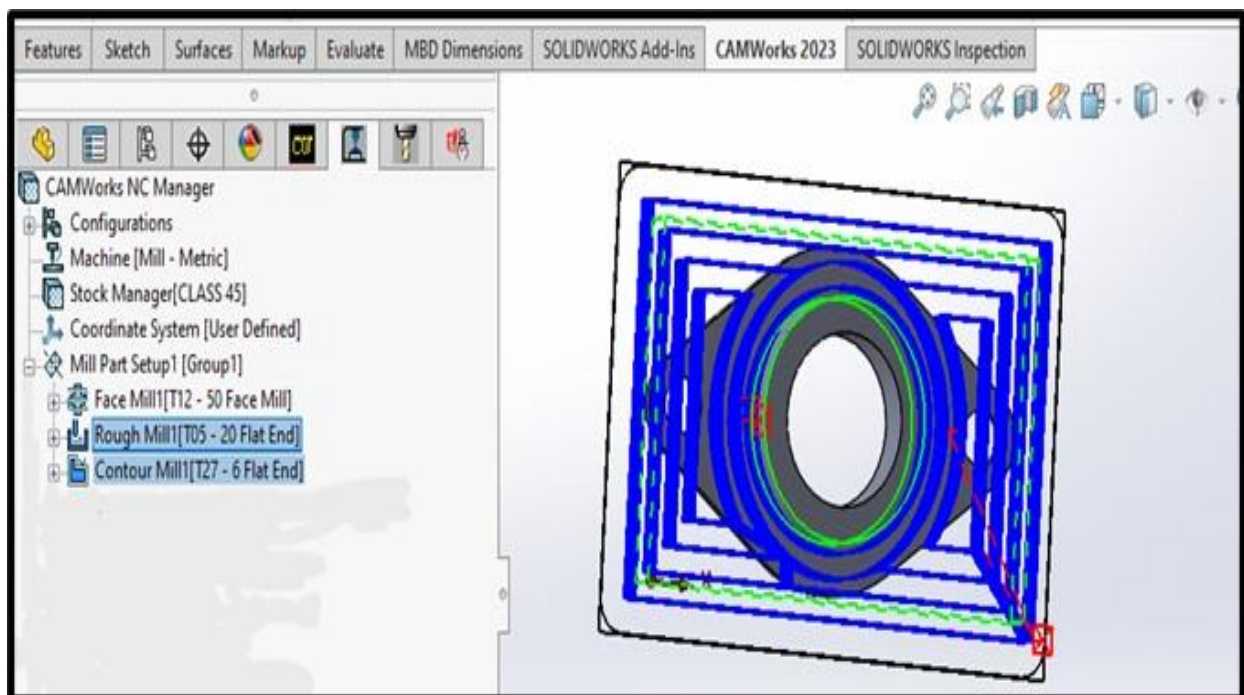 Features Sketch Surfaces Markup Evaluate MBD Dimensions SOLIDWORKS Add-Ins CAMWorks 2023 SOLIDWORKS Inspection
CAMWorks NC Manager
Configurations
Machine [Mill - Metric]
Stock Manager[CLASS 45]
Coordinate System [User Defined]
Mill Part Setup1 [Group1]
Face Mill1[T12 - 50 Face Mill]
Rough Mill1[T05 - 20 Flat End]
Contour Mill1[T27 - 6 Flat End]